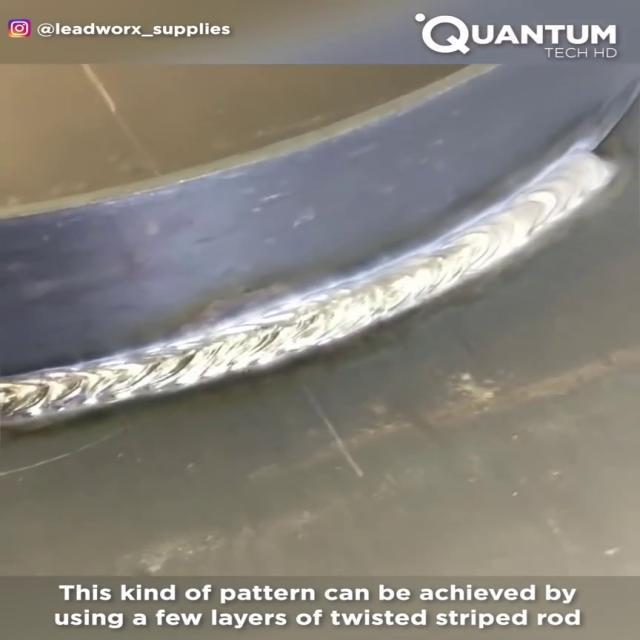 @leadworx_supplies
QUANTUM
TECH HD
This kind of pattern can be achieved by
using a few layers of twisted striped rod